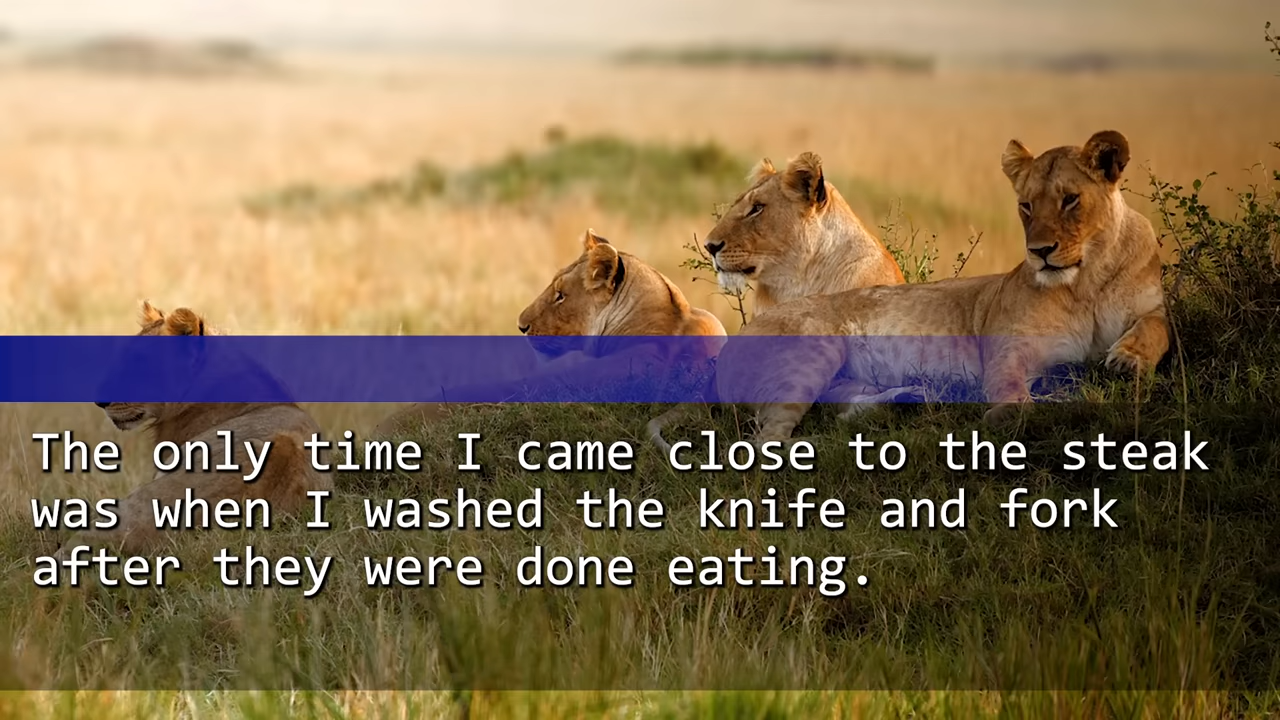 The only time I came close to the steak
was when I washed the knife and fork
after they were done eating.